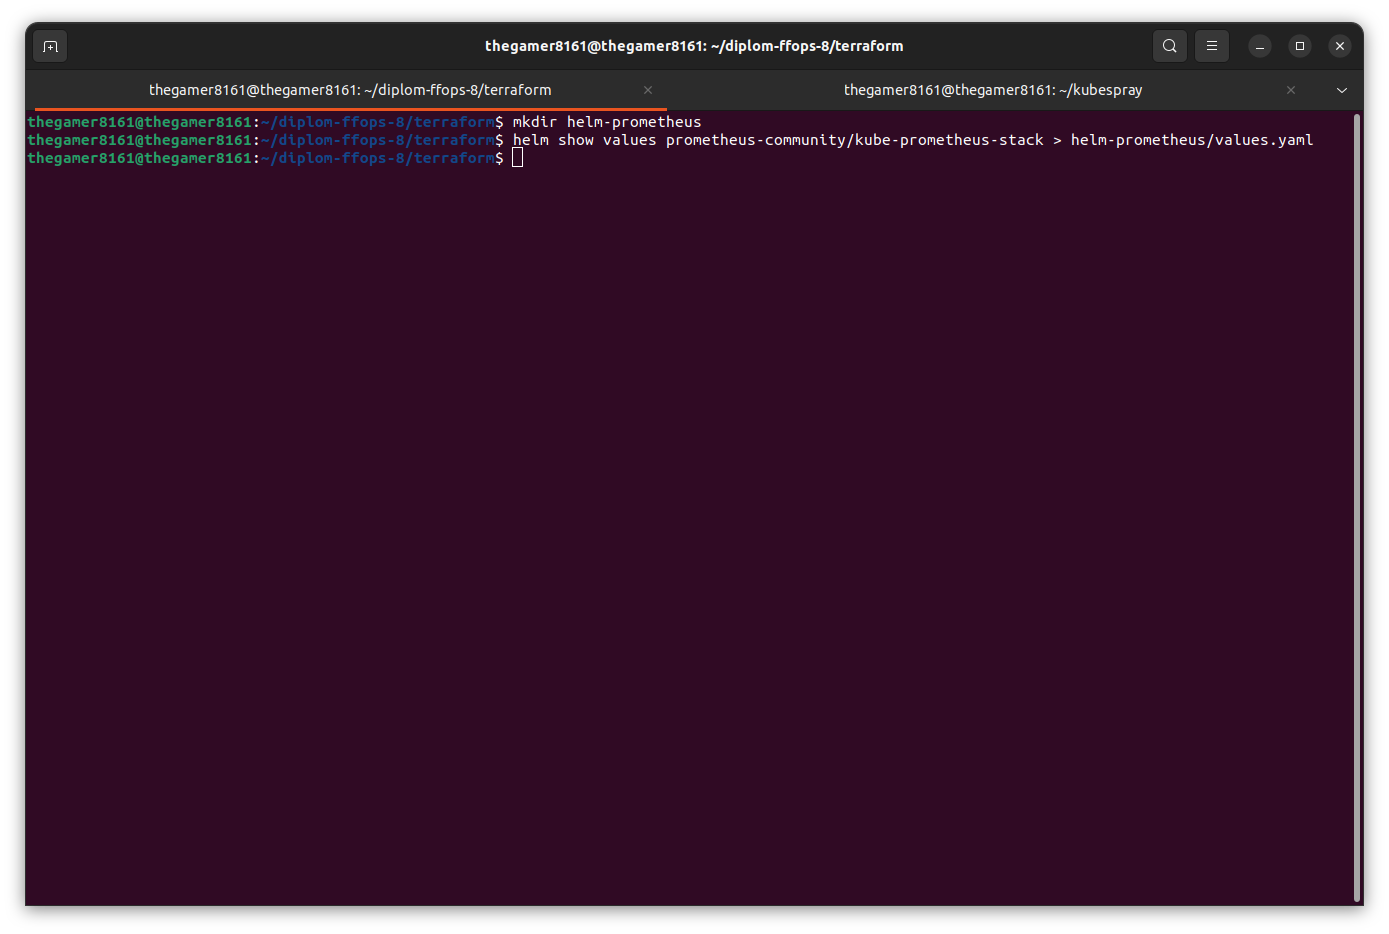 thegamer8161@thegamer8161: ~/diplom-ffops-8/terraform
thegamer8161@thegamer8161: ~/diplom-ffops-8/terraform
thegamer8161@thegamer8161: ~/kubespray
thegamer8161@thegamer8161:~/diplom-ffops-8/terraform$ mkdir helm-prometheus
thegamer8161@thegamer8161:~/diplom-ffops-8/terraform$ helm show values prometheus-community/kube-prometheus-stack > helm-prometheus/values.yaml
thegamer8161@thegamer8161:~/diplom-ffops-8/terraform$